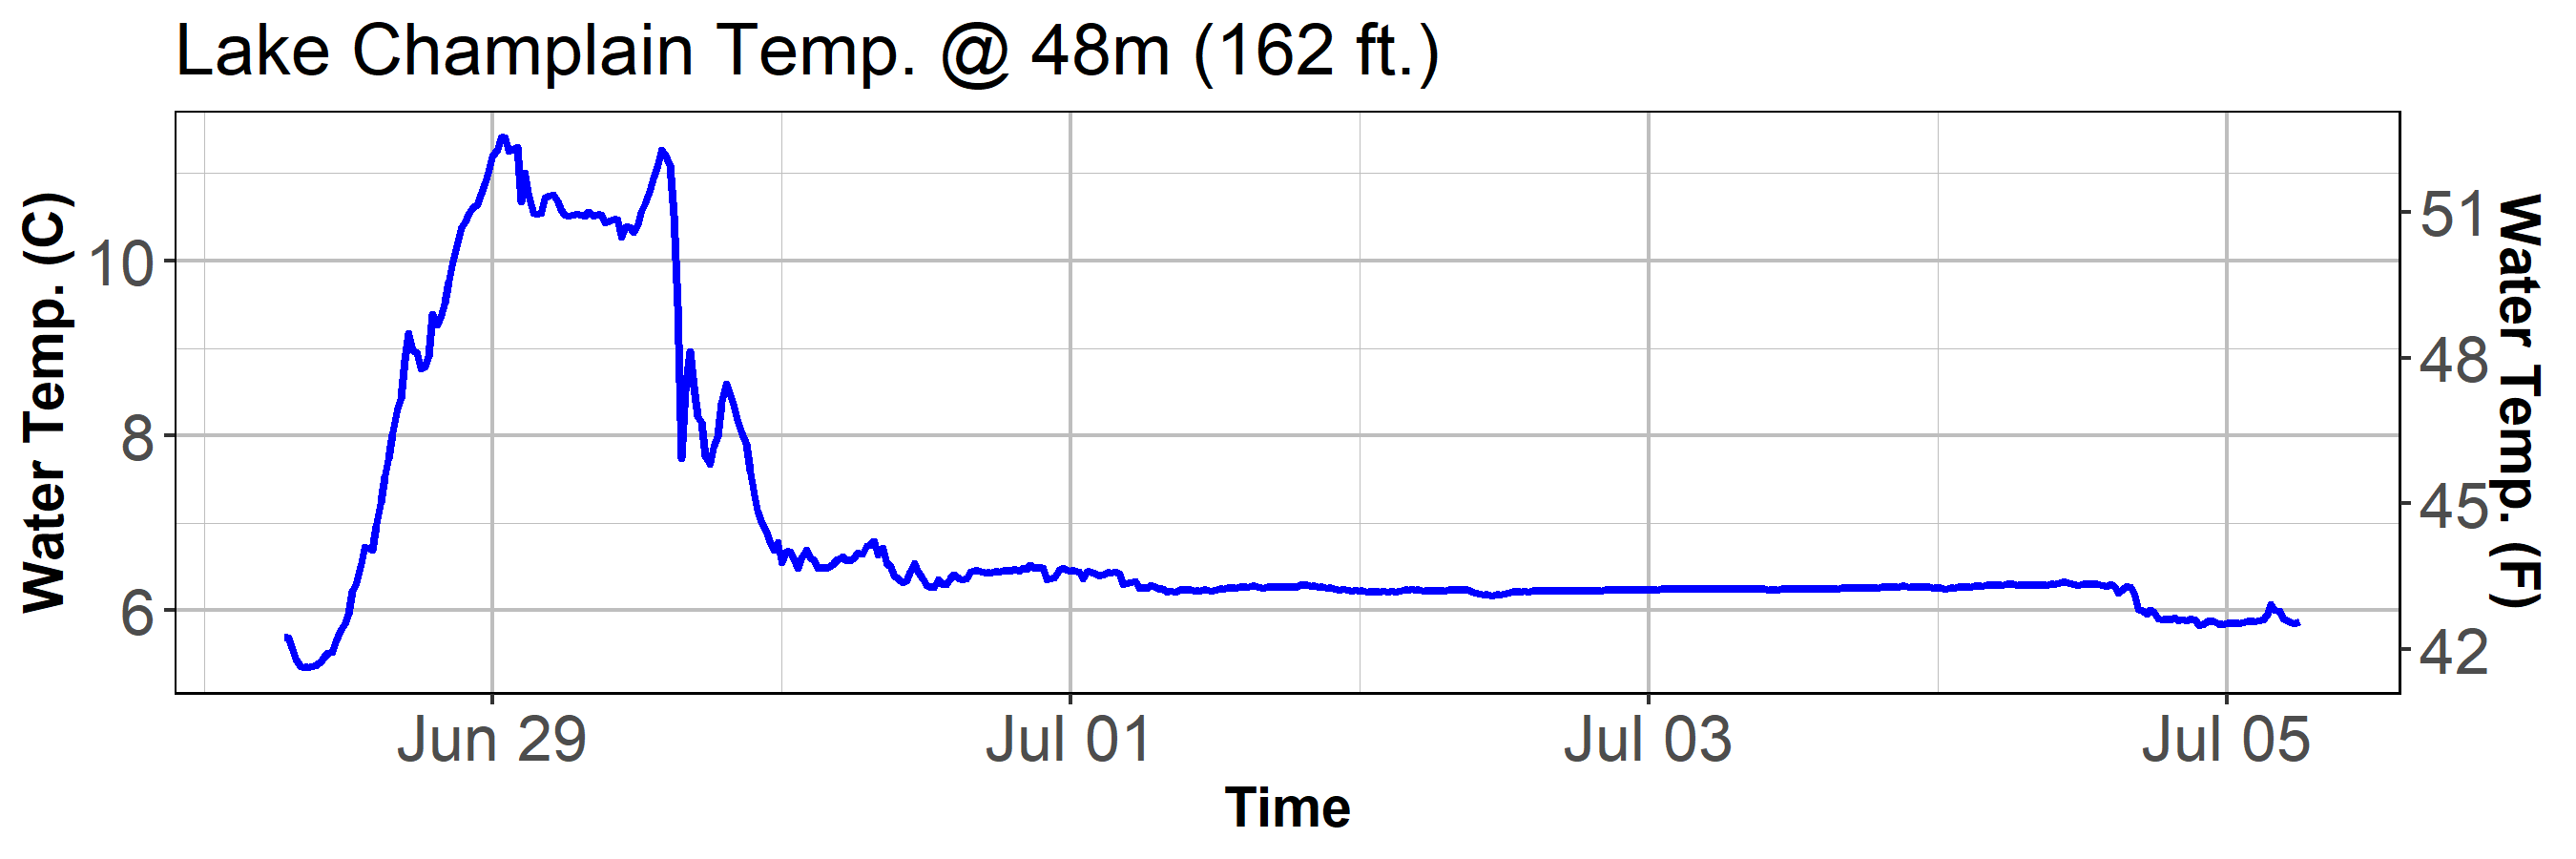 Lake Champlain Temp. @ 48m (162 ft.)
Water Temp. (C)
10
8
6
51
48
45
42
Water Temp. (F)
Jun 29
Jul 01
Jul 03
Jul 05
Time